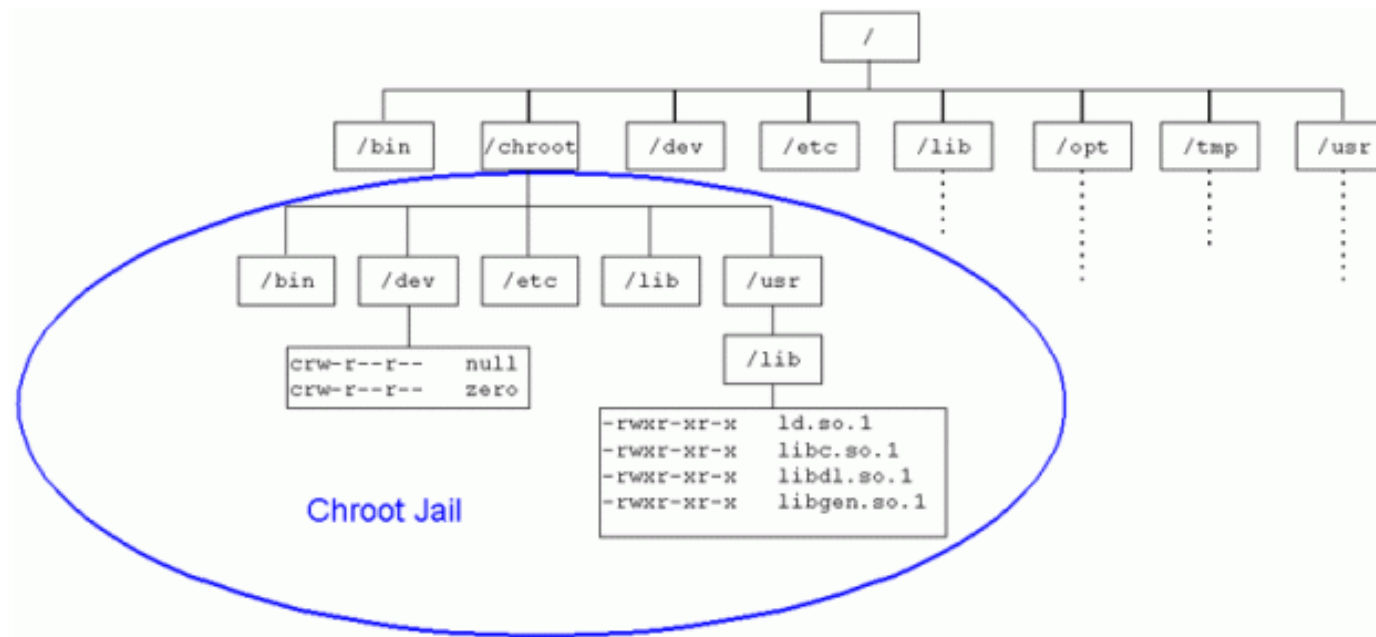 /
/bin /chroot /dev /etc /lib /opt /tmp /usr
/bin /dev /etc /lib /usr
/lib
crw-r--r-- null
crw-r--r-- zero
-rwxr-xr-x ld.so.1
-rwxr-xr-x libc.so.1
-rwxr-xr-x libdl.so.1
-rwxr-xr-x libgen.so.1
Chroot Jail